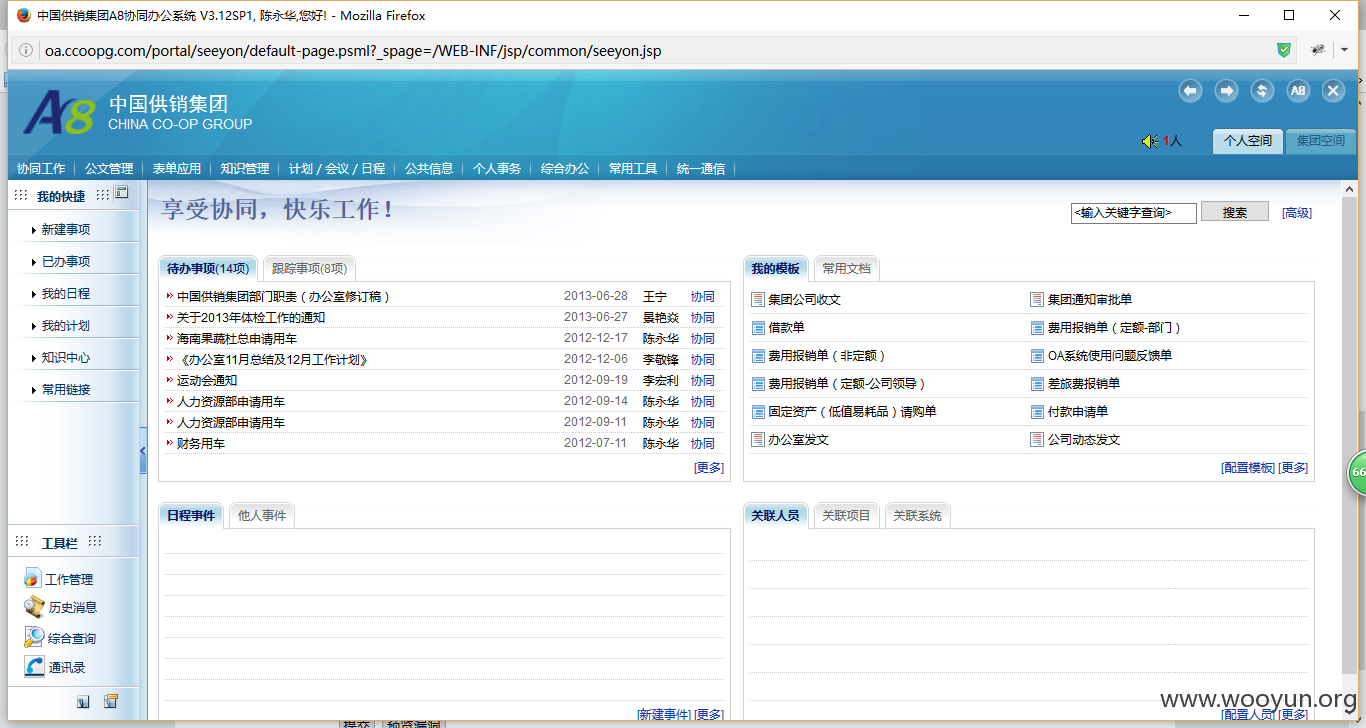 中国供销集团A8协同办公系统 V3.12SP1, 陈永华,您好! - Mozilla Firefox
oa.ccoopg.com/portal/seeyon/default-page.psml?_spage=/WEB-INF/jsp/common/seeyon.jsp
A8 中国供销集团
CHINA CO-OP GROUP
A8
1人 个人空间 集团空间
协同工作 公文管理 表单应用 知识管理 计划 / 会议 / 日程 公共信息 个人事务 综合办公 常用工具 统一通信
我的快捷
新建事项
已办事项
我的日程
我的计划
知识中心
常用链接
工具栏
工作管理
历史消息
综合查询
通讯录
享受协同，快乐工作！
<输入关键字查询> 搜索 [高级]
待办事项(14项) 跟踪事项(8项)
中国供销集团部门职责（办公室修订稿） 2013-06-28 王宁 协同
关于2013年体检工作的通知 2013-06-27 景艳焱 协同
海南果蔬杜总申请用车 2012-12-17 陈永华 协同
《办公室11月总结及12月工作计划》 2012-12-06 李敬锋 协同
运动会通知 2012-09-19 李宏利 协同
人力资源部申请用车 2012-09-14 陈永华 协同
人力资源部申请用车 2012-09-11 陈永华 协同
财务用车 2012-07-11 陈永华 协同
[更多]
我的模板 常用文档
集团公司收文 集团通知审批单
借款单 费用报销单（定额-部门）
费用报销单（非定额） OA系统使用问题反馈单
费用报销单（定额-公司领导） 差旅费报销单
固定资产（低值易耗品）请购单 付款申请单
办公室发文 公司动态发文
[配置模板] [更多]
日程事件 他人事件
[新建事件] [更多]
关联人员 关联项目 关联系统
[配置人员] [更多]
66
www.wooyun.org
提交 预览漏洞